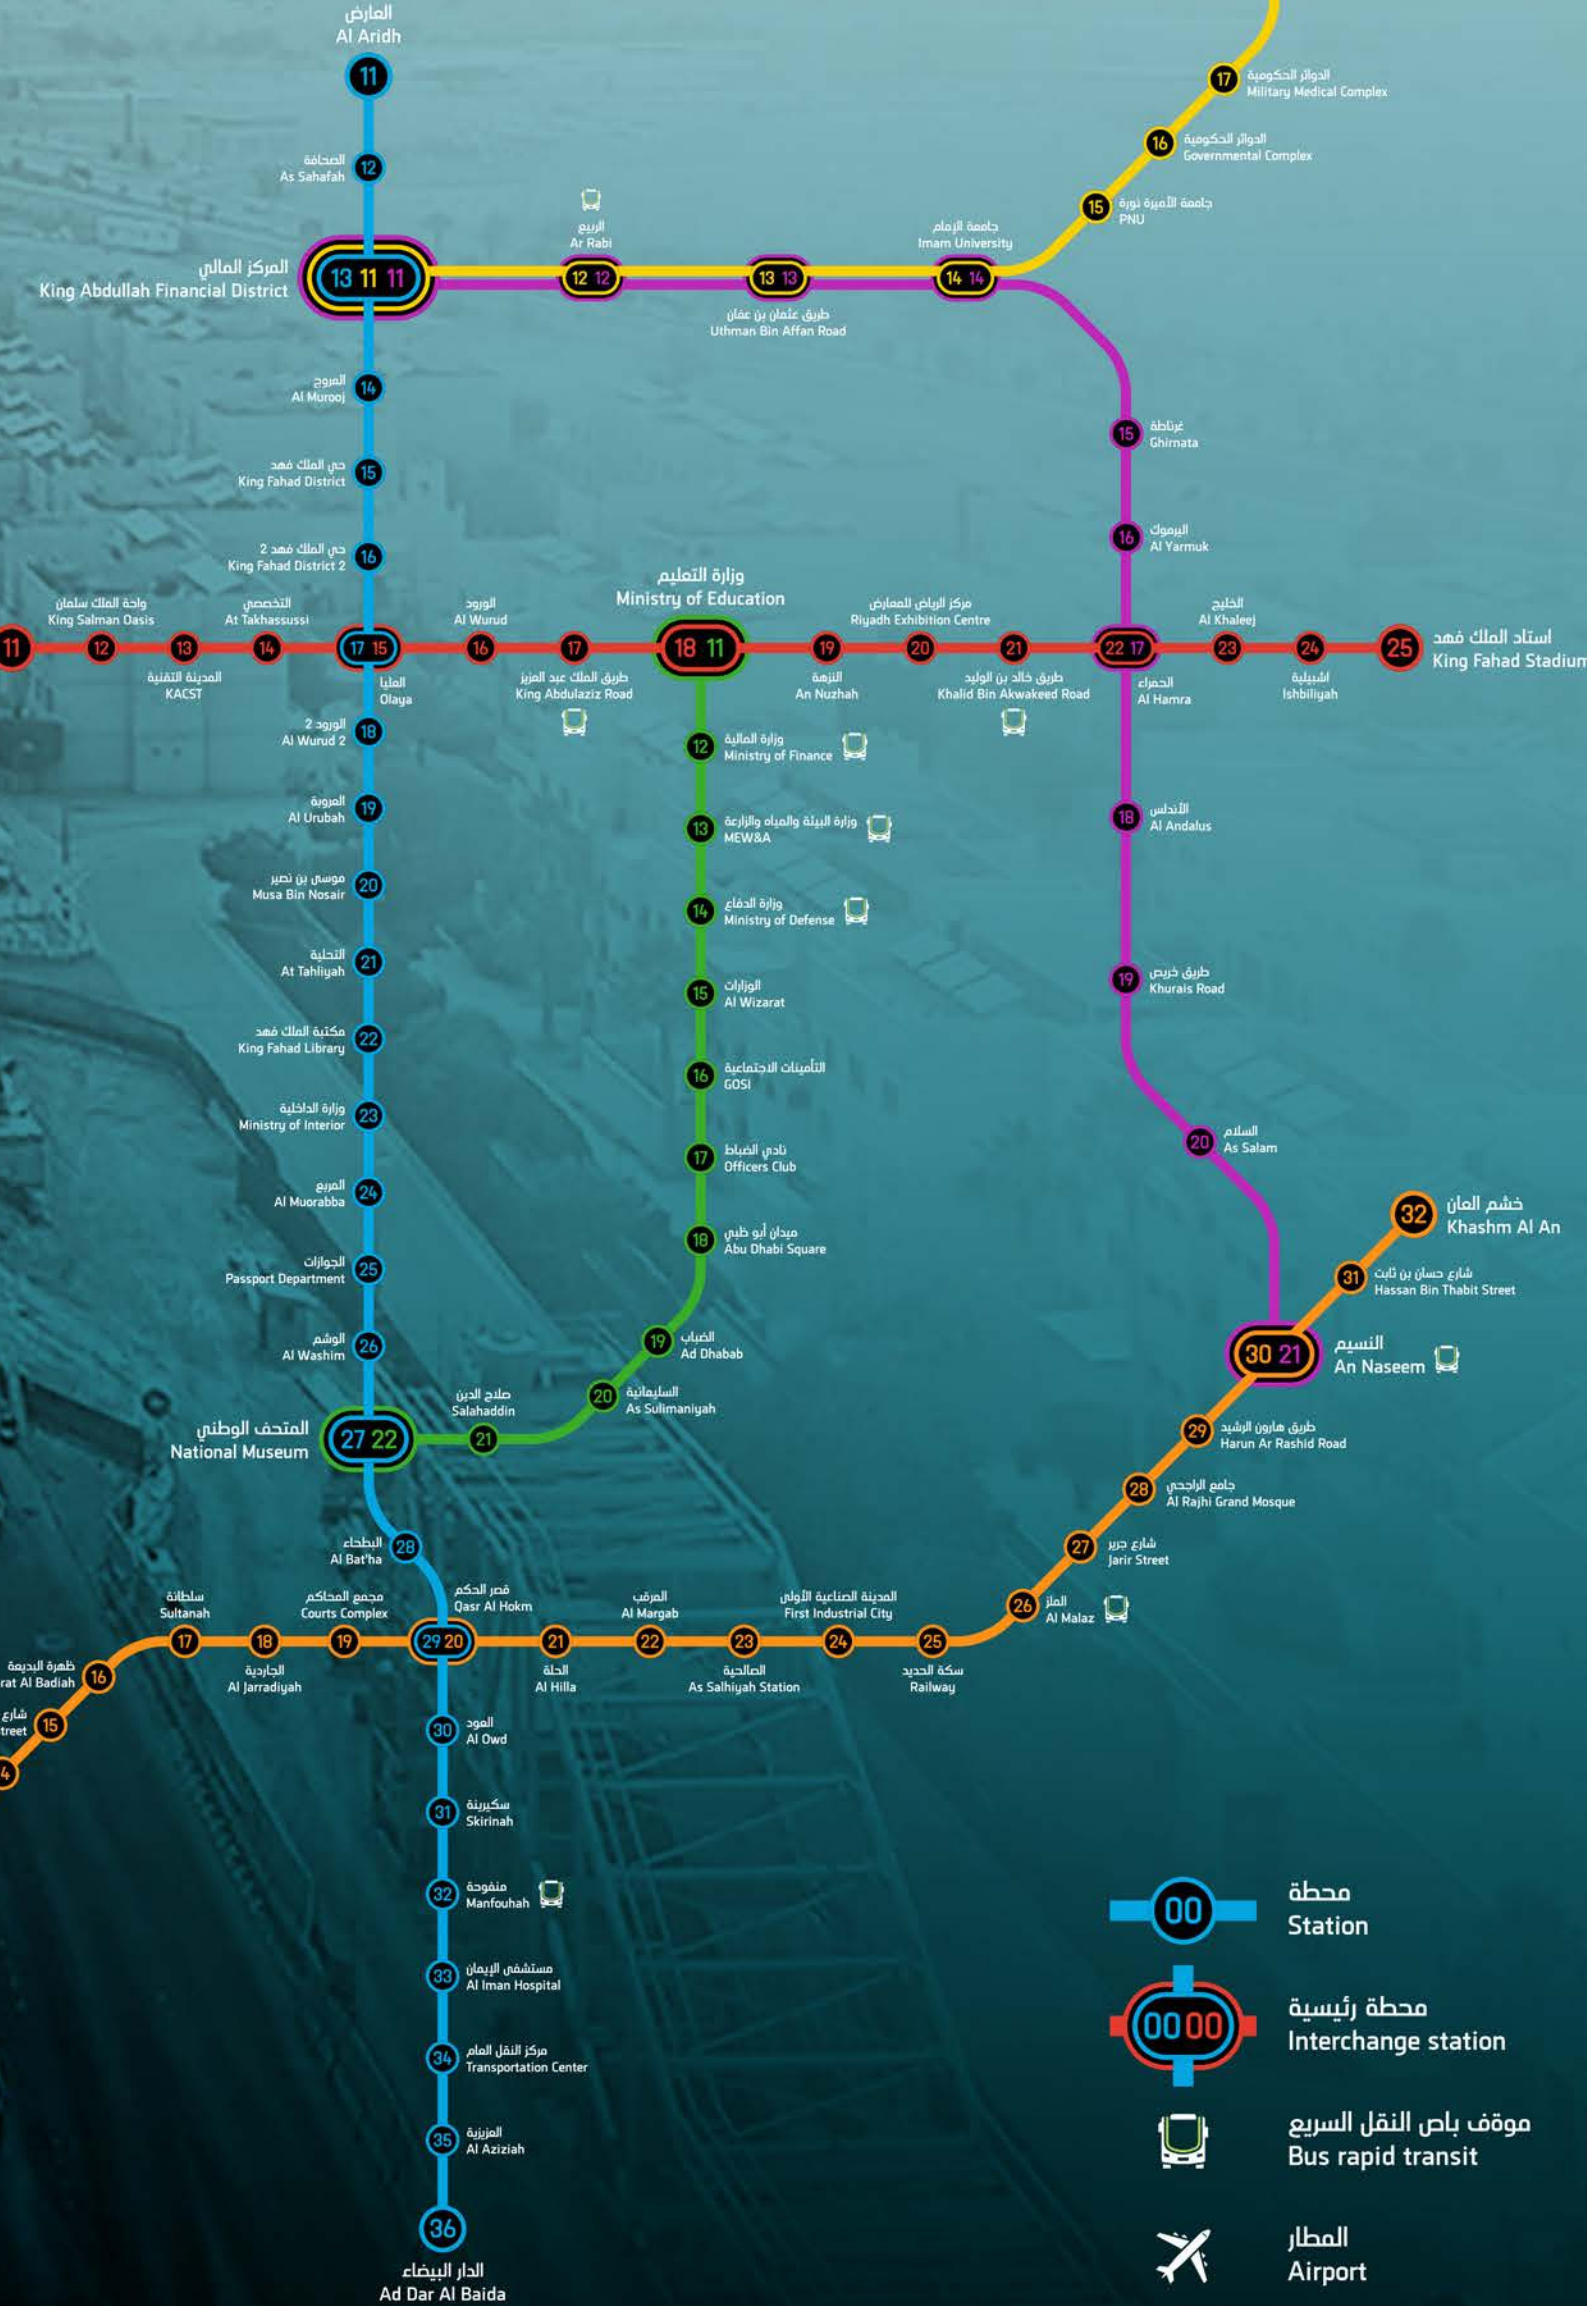 العارض
Al Aridh
11
الصحافة
As Sahafah
12
المركز المالي
King Abdullah Financial District
13 11 11
الربيع
Ar Rabi
12 12
13 13
طريق عثمان بن عفان
Uthman Bin Affan Road
جامعة الإمام
Imam University
14 14
15
جامعة الأميرة نورة
PNU
16
الدوائر الحكومية
Governmental Complex
17
الدوائر الحكومية
Military Medical Complex
المروج
Al Murooj
14
حي الملك فهد
King Fahad District
15
حي الملك فهد 2
King Fahad District 2
16
15
غرناطة
Ghirnata
16
اليرموك
Al Yarmuk
11
واحة الملك سلمان
King Salman Oasis
12
13
المدينة التقنية
KACST
التخصصي
At Takhassussi
14
17 15
العليا
Olaya
الورود
Al Wurud
16
17
طريق الملك عبد العزيز
King Abdulaziz Road
وزارة التعليم
Ministry of Education
18 11
19
النزهة
An Nuzhah
مركز الرياض للمعارض
Riyadh Exhibition Centre
20
21
طريق خالد بن الوليد
Khalid Bin Akwakeed Road
22 17
الحمراء
Al Hamra
الخليج
Al Khaleej
23
24
اشبيلية
Ishbiliyah
25
استاد الملك فهد
King Fahad Stadium
الورود 2
Al Wurud 2
18
العروبة
Al Urubah
19
موسى بن نصير
Musa Bin Nosair
20
التحلية
At Tahliyah
21
مكتبة الملك فهد
King Fahad Library
22
وزارة الداخلية
Ministry of Interior
23
المربع
Al Muorabba
24
الجوازات
Passport Department
25
الوشم
Al Washim
26
المتحف الوطني
National Museum
27 22
12
وزارة المالية
Ministry of Finance
13
وزارة البيئة والمياه والزارعة
MEW&A
14
وزارة الدفاع
Ministry of Defense
15
الوزارات
Al Wizarat
16
التأمينات الاجتماعية
GOSI
17
نادي الضباط
Officers Club
18
ميدان أبو ظبي
Abu Dhabi Square
19
الضباب
Ad Dhabab
20
السليمانية
As Sulimaniyah
صلاح الدين
Salahaddin
21
18
الأندلس
Al Andalus
19
طريق خريص
Khurais Road
20
السلام
As Salam
32
خشم العان
Khashm Al An
31
شارع حسان بن ثابت
Hassan Bin Thabit Street
30 21
النسيم
An Naseem
29
طريق هارون الرشيد
Harun Ar Rashid Road
28
جامع الراجحي
Al Rajhi Grand Mosque
27
شارع جرير
Jarir Street
26
الملز
Al Malaz
البطحاء
Al Bat'ha
28
قصر الحكم
Qasr Al Hokm
29 20
سلطانة
Sultanah
17
18
الجاردية
Al Jarradiyah
مجمع المحاكم
Courts Complex
19
21
الحلة
Al Hilla
المرقب
Al Margab
22
23
الصالحية
As Salhiyah Station
المدينة الصناعية الأولى
First Industrial City
24
25
سكة الحديد
Railway
ظهرة البديعة
rat Al Badiah
16
شارع
treet
15
4
30
العود
Al Owd
31
سكيرينة
Skirinah
32
منفوحة
Manfouhah
33
مستشفى الإيمان
Al Iman Hospital
34
مركز النقل العام
Transportation Center
35
العزيزية
Al Aziziah
36
الدار البيضاء
Ad Dar Al Baida
00
محطة
Station
00 00
محطة رئيسية
Interchange station
موقف باص النقل السريع
Bus rapid transit
المطار
Airport